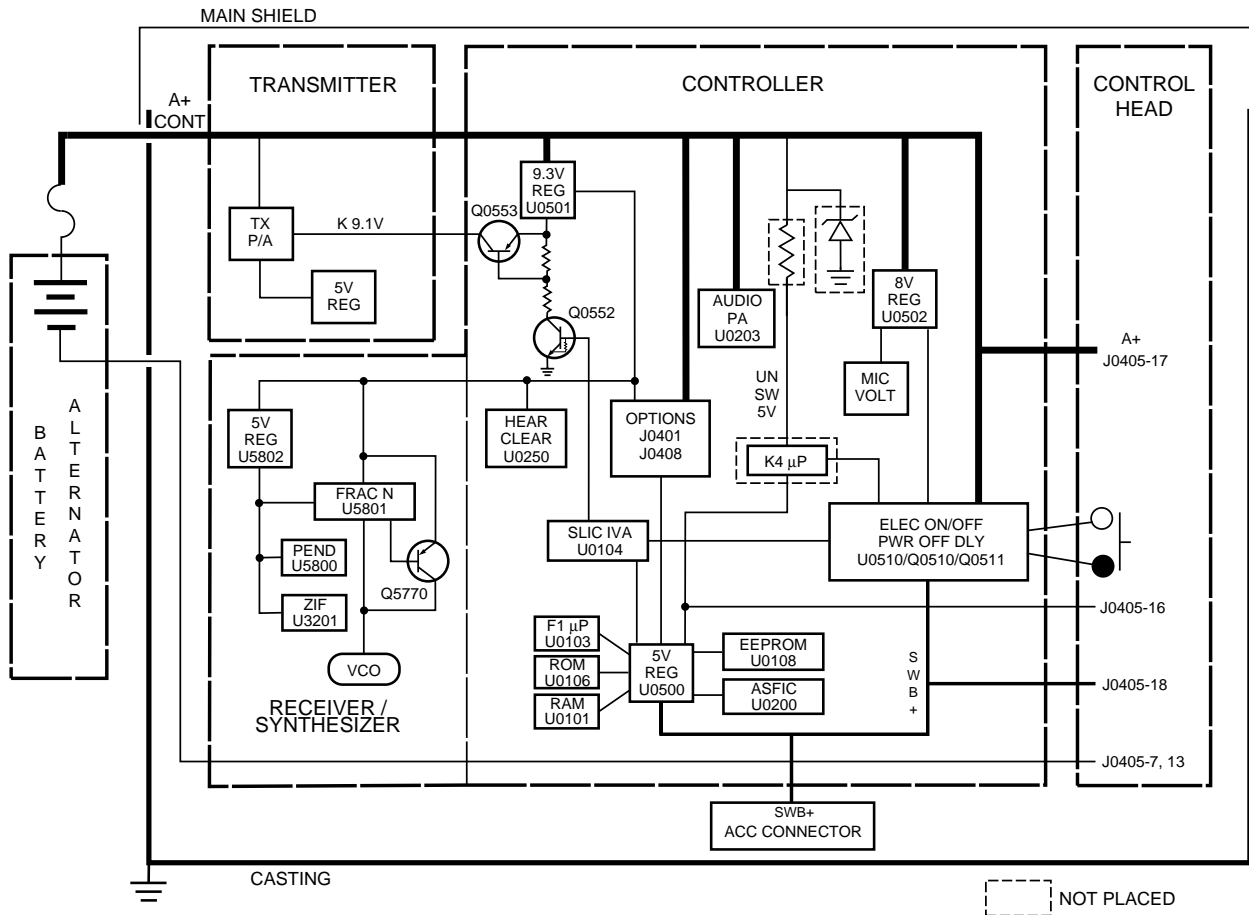 MAIN SHIELD
TRANSMITTER
CONTROLLER
CONTROL
HEAD
A+
CONT
9.3V
REG
U0501
Q0553
TX
P/A
K 9.1V
5V
REG
Q0552
AUDIO
PA
U0203
8V
REG
U0502
A+
J0405-17
MIC
VOLT
UN
SW
5V
BATTERY
ALTERNATOR
5V
REG
U5802
HEAR
CLEAR
U0250
OPTIONS
J0401
J0408
K4 μP
FRAC N
U5801
SLIC IVA
U0104
ELEC ON/OFF
PWR OFF DLY
U0510/Q0510/Q0511
PEND
U5800
Q5770
ZIF
U3201
J0405-16
F1 μP
U0103
ROM
U0106
RAM
U0101
5V
REG
U0500
EEPROM
U0108
ASFIC
U0200
SWB+
J0405-18
VCO
RECEIVER /
SYNTHESIZER
J0405-7, 13
SWB+
ACC CONNECTOR
CASTING
NOT PLACED